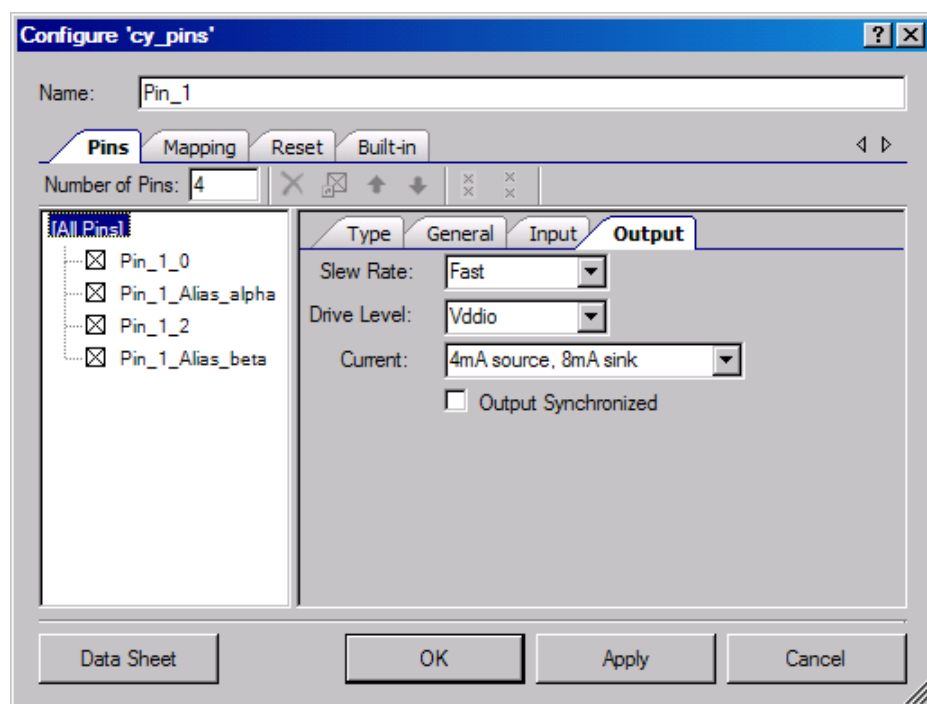 Configure 'cy_pins'
Name: Pin_1
Pins Mapping Reset Built-in
Number of Pins: 4
[All Pins]
Pin_1_0
Pin_1_Alias_alpha
Pin_1_2
Pin_1_Alias_beta
Type General Input Output
Slew Rate: Fast
Drive Level: Vddio
Current: 4mA source, 8mA sink
Output Synchronized
Data Sheet OK Apply Cancel